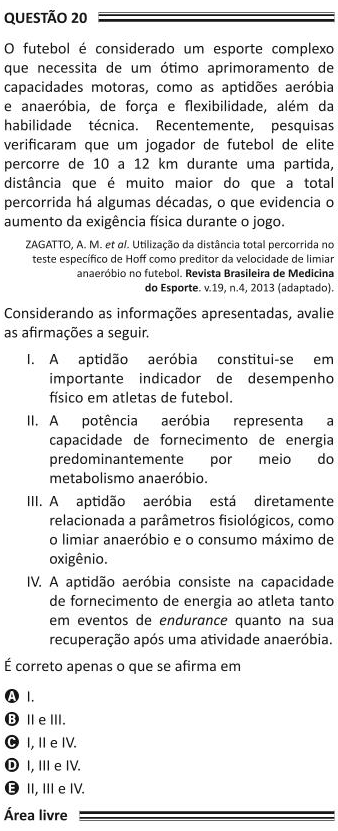 QUESTÃO 20
O futebol é considerado um esporte complexo
que necessita de um ótimo aprimoramento de
capacidades motoras, como as aptidões aeróbia
e anaeróbia, de força e flexibilidade, além da
habilidade técnica. Recentemente, pesquisas
verificaram que um jogador de futebol de elite
percorre de 10 a 12 km durante uma partida,
distância que é muito maior do que a total
percorrida há algumas décadas, o que evidencia o
aumento da exigência física durante o jogo.
ZAGATTO, A. M. et al. Utilização da distância total percorrida no
teste específico de Hoff como preditor da velocidade de limiar
anaeróbio no futebol. Revista Brasileira de Medicina
do Esporte. v.19, n.4, 2013 (adaptado).
Considerando as informações apresentadas, avalie
as afirmações a seguir.
I. A aptidão aeróbia constitui-se em
importante indicador de desempenho
físico em atletas de futebol.
II. A potência aeróbia representa a
capacidade de fornecimento de energia
predominantemente por meio do
metabolismo anaeróbio.
III. A aptidão aeróbia está diretamente
relacionada a parâmetros fisiológicos, como
o limiar anaeróbio e o consumo máximo de
oxigênio.
IV. A aptidão aeróbia consiste na capacidade
de fornecimento de energia ao atleta tanto
em eventos de endurance quanto na sua
recuperação após uma atividade anaeróbia.
É correto apenas o que se afirma em
A I.
B II e III.
C I, II e IV.
D I, III e IV.
E II, III e IV.
Área livre